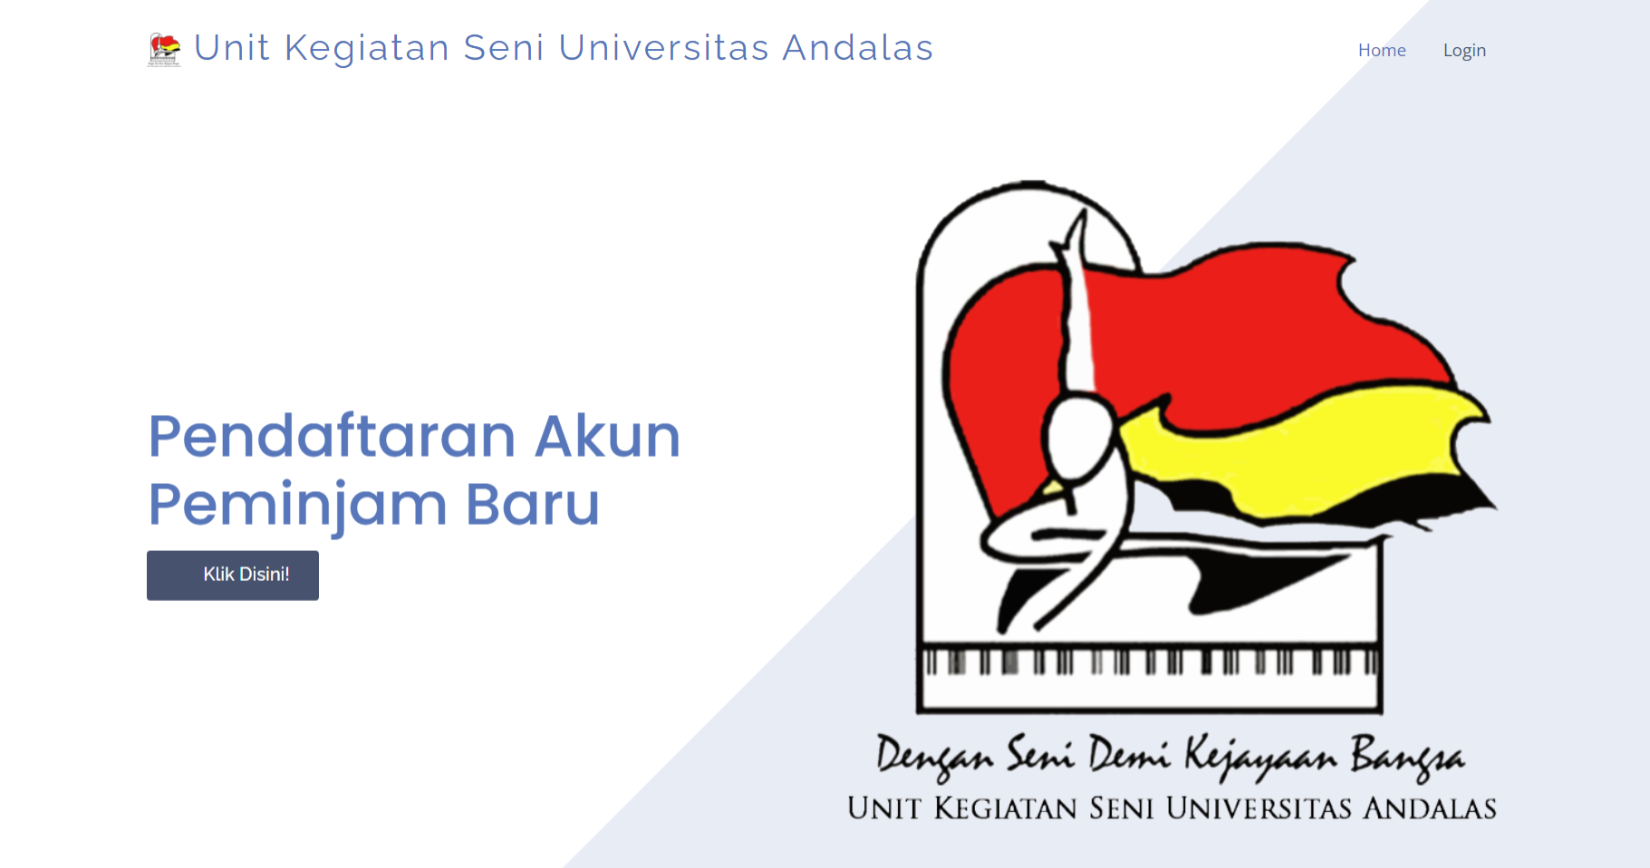 Unit Kegiatan Seni Universitas Andalas
Home
Login
Pendaftaran Akun
Peminjam Baru
Klik Disini!
Dengan Seni Demi Kejayaan Bangsa
UNIT KEGIATAN SENI UNIVERSITAS ANDALAS